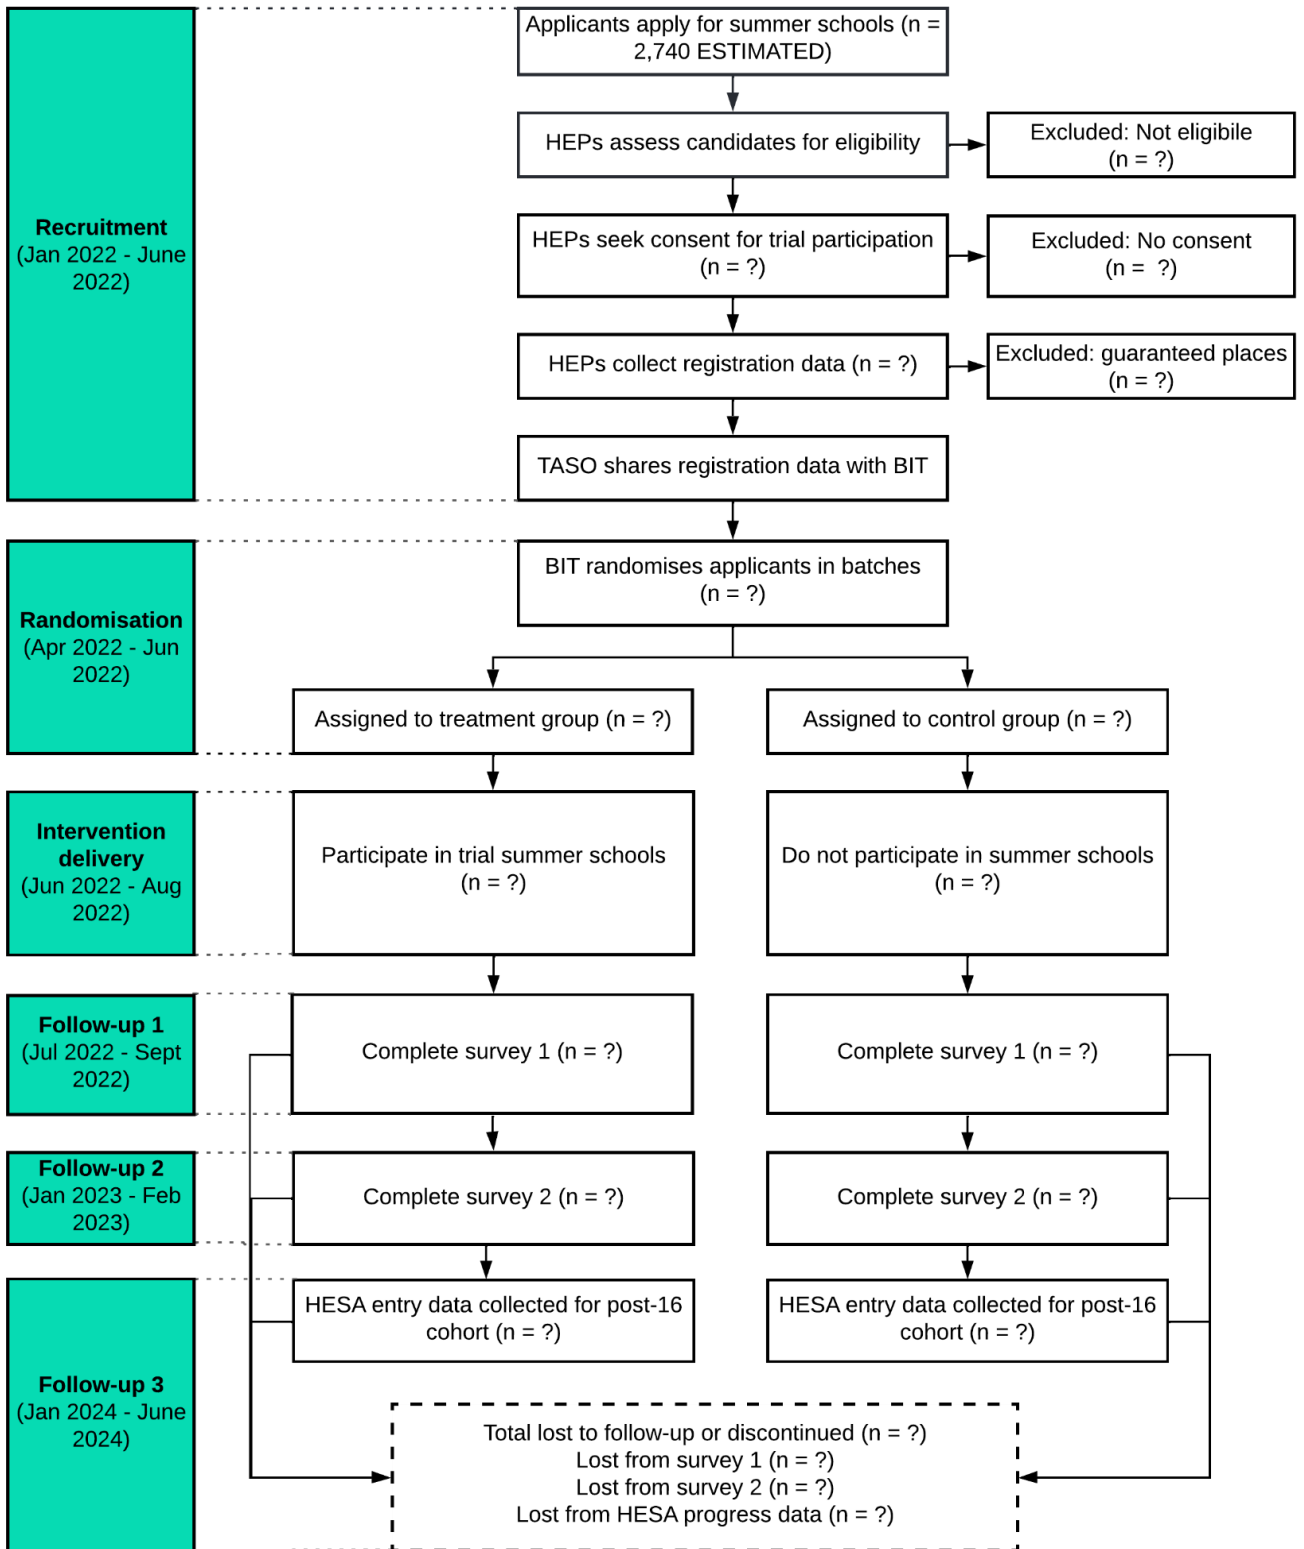 Applicants apply for summer schools (n =
2,740 ESTIMATED)
HEPs assess candidates for eligibility
Excluded: Not eligibile
(n = ?)
Recruitment
(Jan 2022 - June
2022)
HEPs seek consent for trial participation
(n = ?)
Excluded: No consent
(n =  ?)
HEPs collect registration data (n = ?)
Excluded: guaranteed places
(n = ?)
TASO shares registration data with BIT
Randomisation
(Apr 2022 - Jun
2022)
BIT randomises applicants in batches
(n = ?)
Assigned to treatment group (n = ?)
Assigned to control group (n = ?)
Intervention
delivery
(Jun 2022 - Aug
2022)
Participate in trial summer schools
(n = ?)
Do not participate in summer schools
(n = ?)
Follow-up 1
(Jul 2022 - Sept
2022)
Complete survey 1 (n = ?)
Complete survey 1 (n = ?)
Follow-up 2
(Jan 2023 - Feb
2023)
Complete survey 2 (n = ?)
Complete survey 2 (n = ?)
Follow-up 3
(Jan 2024 - June
2024)
HESA entry data collected for post-16
cohort (n = ?)
HESA entry data collected for post-16
cohort (n = ?)
Total lost to follow-up or discontinued (n = ?)
Lost from survey 1 (n = ?)
Lost from survey 2 (n = ?)
Lost from HESA progress data (n = ?)